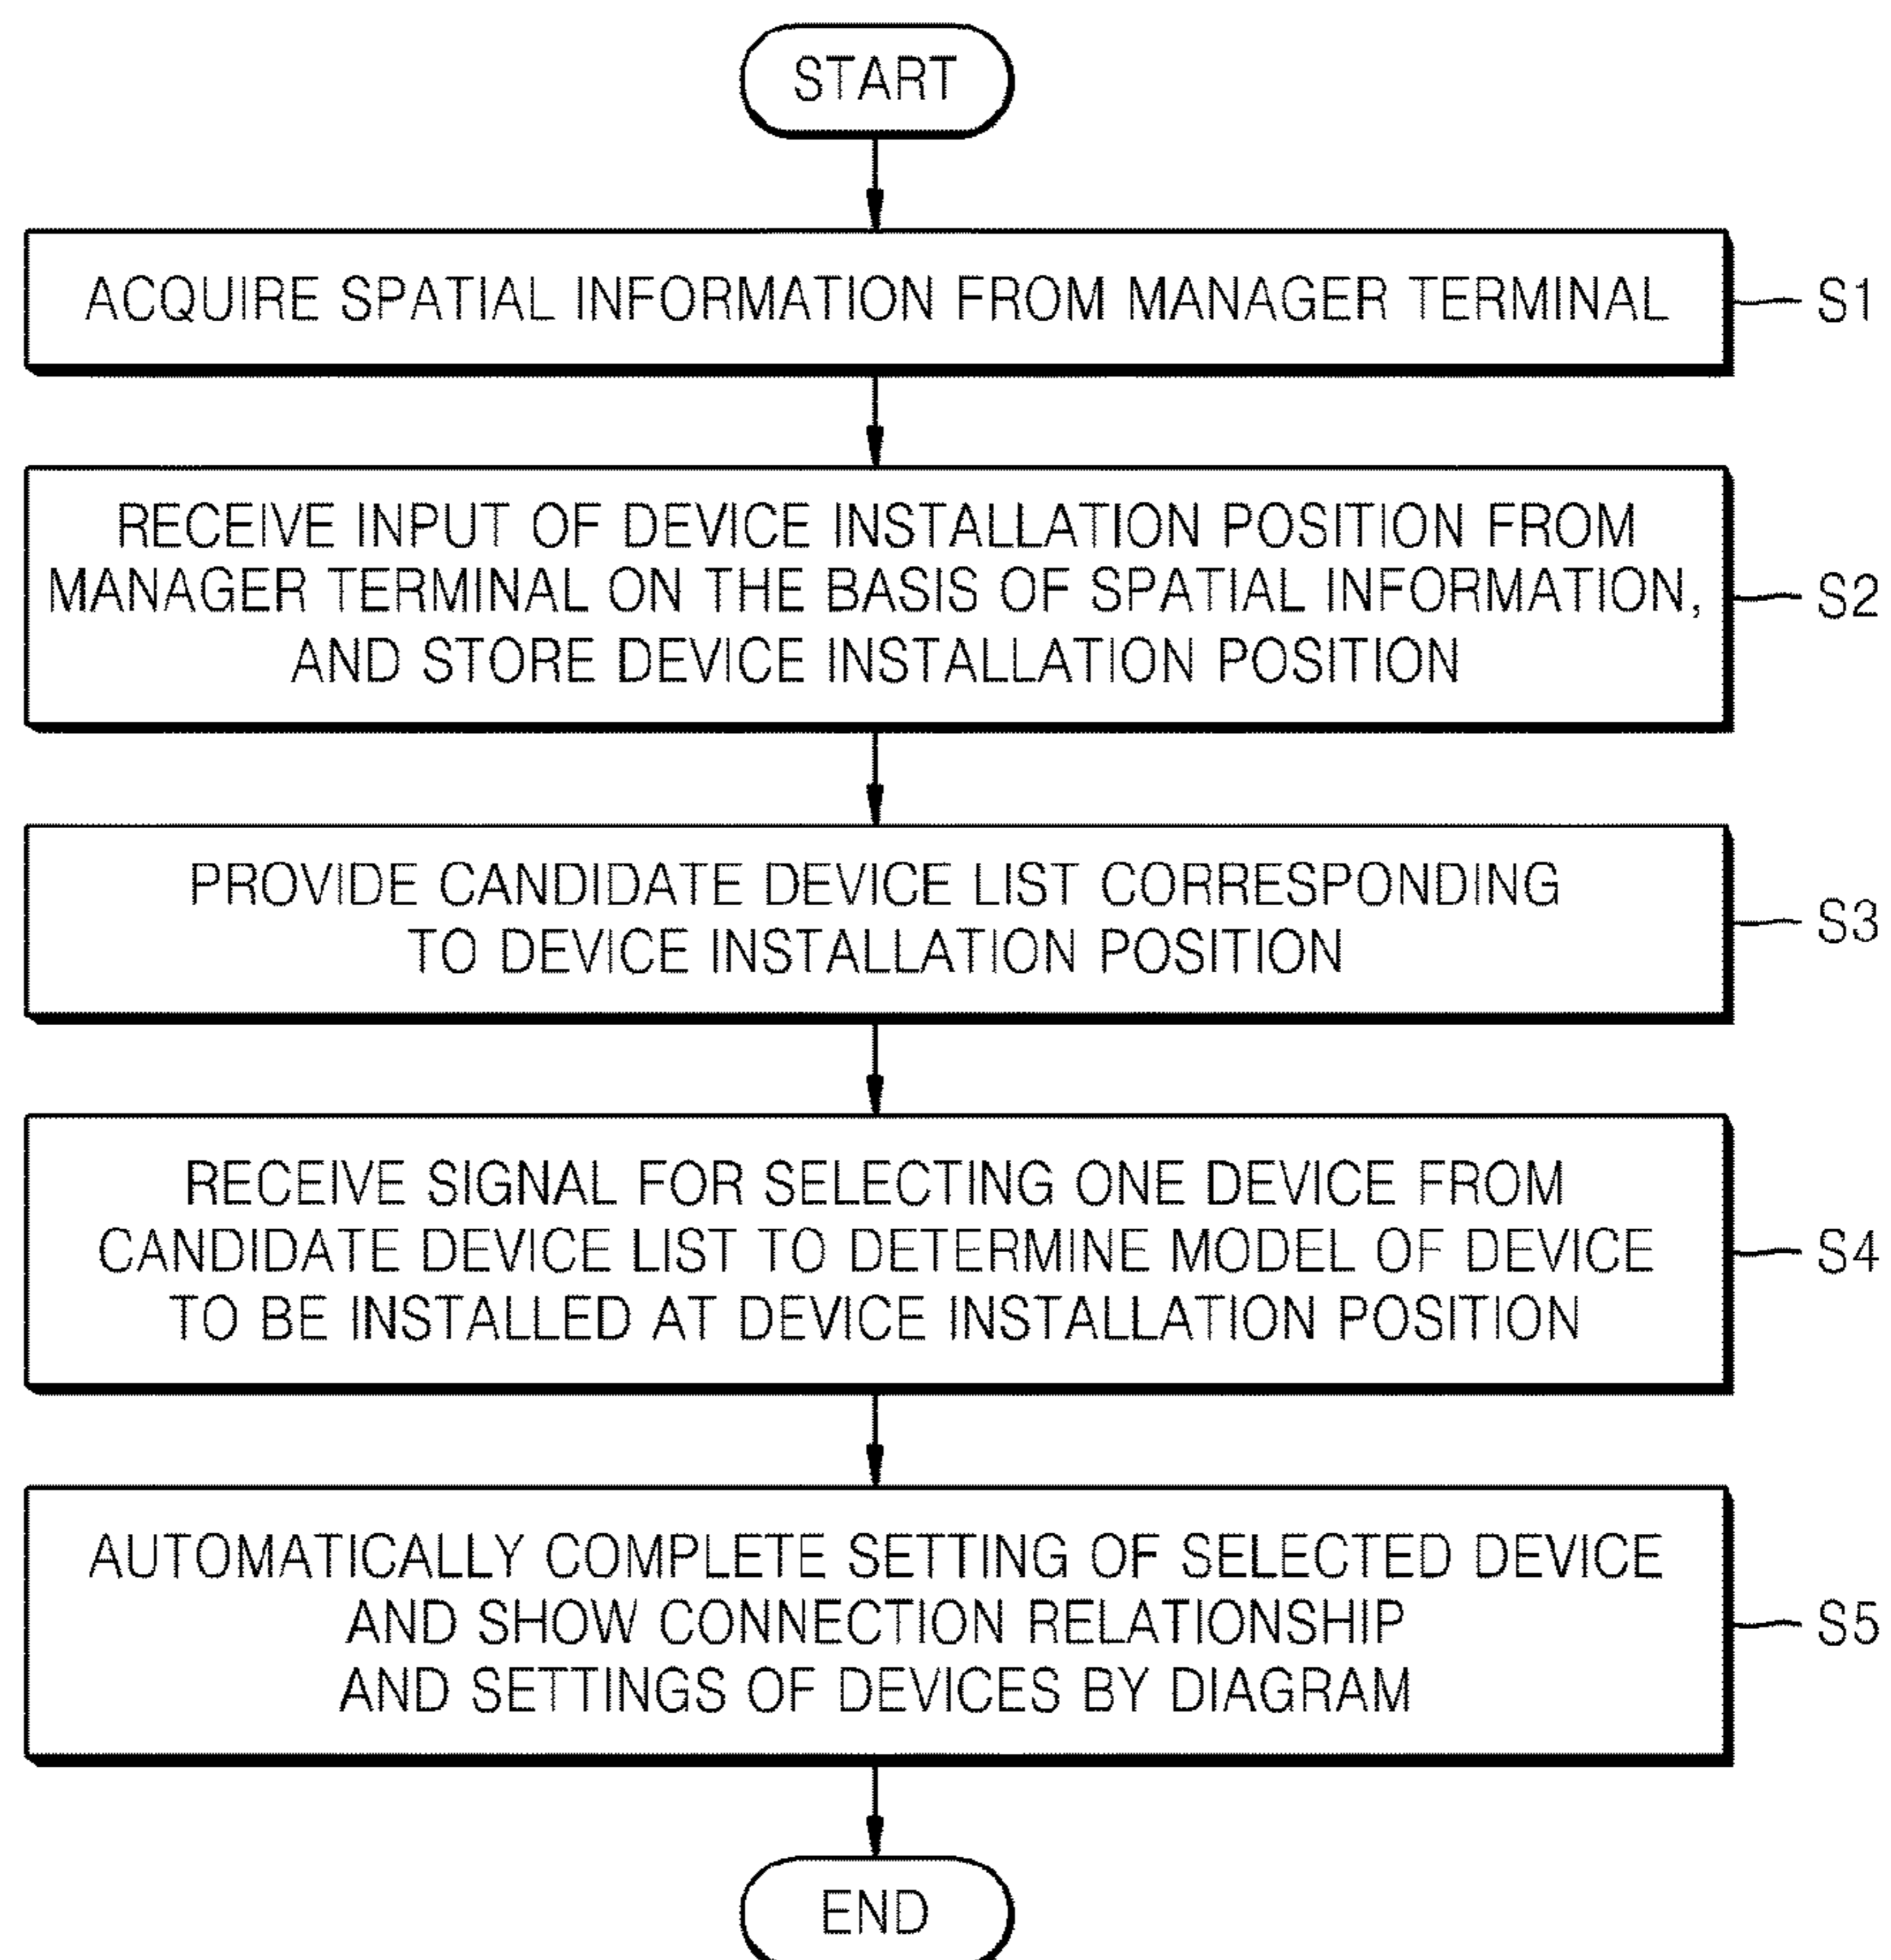 START
ACQUIRE SPATIAL INFORMATION FROM MANAGER TERMINAL
S1
RECEIVE INPUT OF DEVICE INSTALLATION POSITION FROM
MANAGER TERMINAL ON THE BASIS OF SPATIAL INFORMATION,
AND STORE DEVICE INSTALLATION POSITION
S2
PROVIDE CANDIDATE DEVICE LIST CORRESPONDING
TO DEVICE INSTALLATION POSITION
S3
RECEIVE SIGNAL FOR SELECTING ONE DEVICE FROM
CANDIDATE DEVICE LIST TO DETERMINE MODEL OF DEVICE
TO BE INSTALLED AT DEVICE INSTALLATION POSITION
S4
AUTOMATICALLY COMPLETE SETTING OF SELECTED DEVICE
AND SHOW CONNECTION RELATIONSHIP
AND SETTINGS OF DEVICES BY DIAGRAM
S5
END